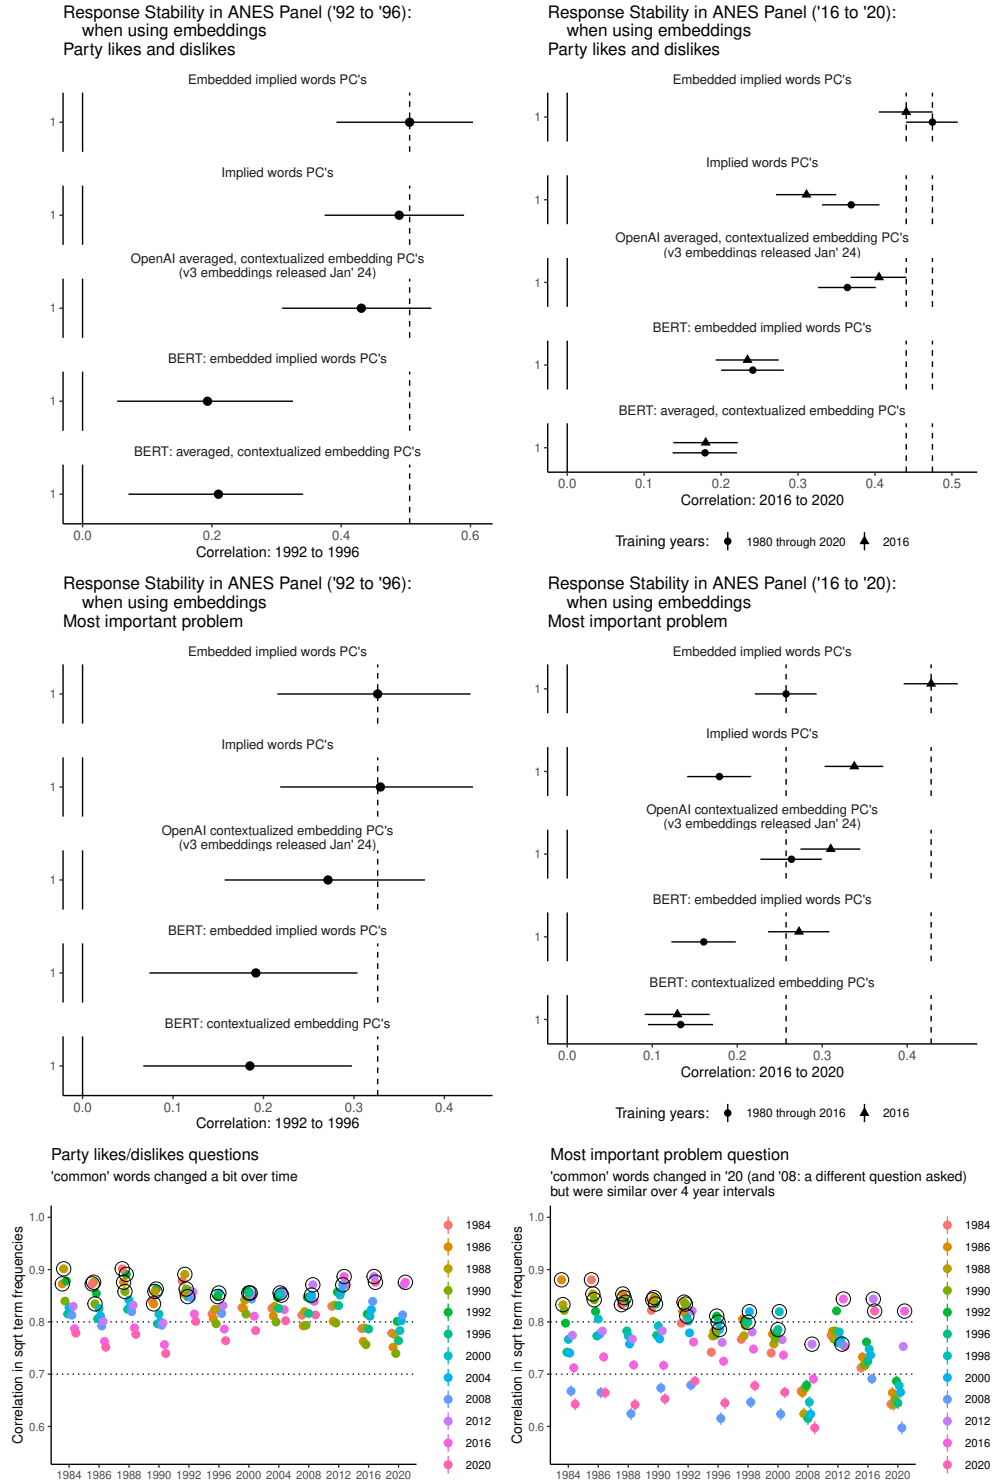 Response Stability in ANES Panel ('92 to '96):
when using embeddings
Party likes and dislikes
Embedded implied words PC's
1
Implied words PC's
1
OpenAI averaged, contextualized embedding PC's
(v3 embeddings released Jan' 24)
1
BERT: embedded implied words PC's
1
BERT: averaged, contextualized embedding PC's
1
0.0 0.2 0.4 0.6
Correlation: 1992 to 1996
Response Stability in ANES Panel ('16 to '20):
when using embeddings
Party likes and dislikes
Embedded implied words PC's
1
Implied words PC's
1
OpenAI averaged, contextualized embedding PC's
(v3 embeddings released Jan' 24)
1
BERT: embedded implied words PC's
1
BERT: averaged, contextualized embedding PC's
1
0.0 0.1 0.2 0.3 0.4 0.5
Correlation: 2016 to 2020
Training years: 1980 through 2020 2016
Response Stability in ANES Panel ('92 to '96):
when using embeddings
Most important problem
Embedded implied words PC's
1
Implied words PC's
1
OpenAI contextualized embedding PC's
(v3 embeddings released Jan' 24)
1
BERT: embedded implied words PC's
1
BERT: contextualized embedding PC's
1
0.0 0.1 0.2 0.3 0.4
Correlation: 1992 to 1996
Response Stability in ANES Panel ('16 to '20):
when using embeddings
Most important problem
Embedded implied words PC's
1
Implied words PC's
1
OpenAI contextualized embedding PC's
(v3 embeddings released Jan' 24)
1
BERT: embedded implied words PC's
1
BERT: contextualized embedding PC's
1
0.0 0.1 0.2 0.3 0.4
Correlation: 2016 to 2020
Training years: 1980 through 2016 2016
Party likes/dislikes questions
'common' words changed a bit over time
Correlation in sqrt term frequencies
1.0
0.9
0.8
0.7
0.6
1984 1986 1988 1990 1992 1996 2000 2004 2008 2012 2016 2020
1984
1986
1988
1990
1992
1996
2000
2004
2008
2012
2016
2020
Most important problem question
'common' words changed in '20 (and '08: a different question asked)
but were similar over 4 year intervals
Correlation in sqrt term frequencies
1.0
0.9
0.8
0.7
0.6
1984 1986 1988 1990 1992 1996 1998 2000 2008 2012 2016 2020
1984
1986
1988
1990
1992
1996
1998
2000
2008
2012
2016
2020